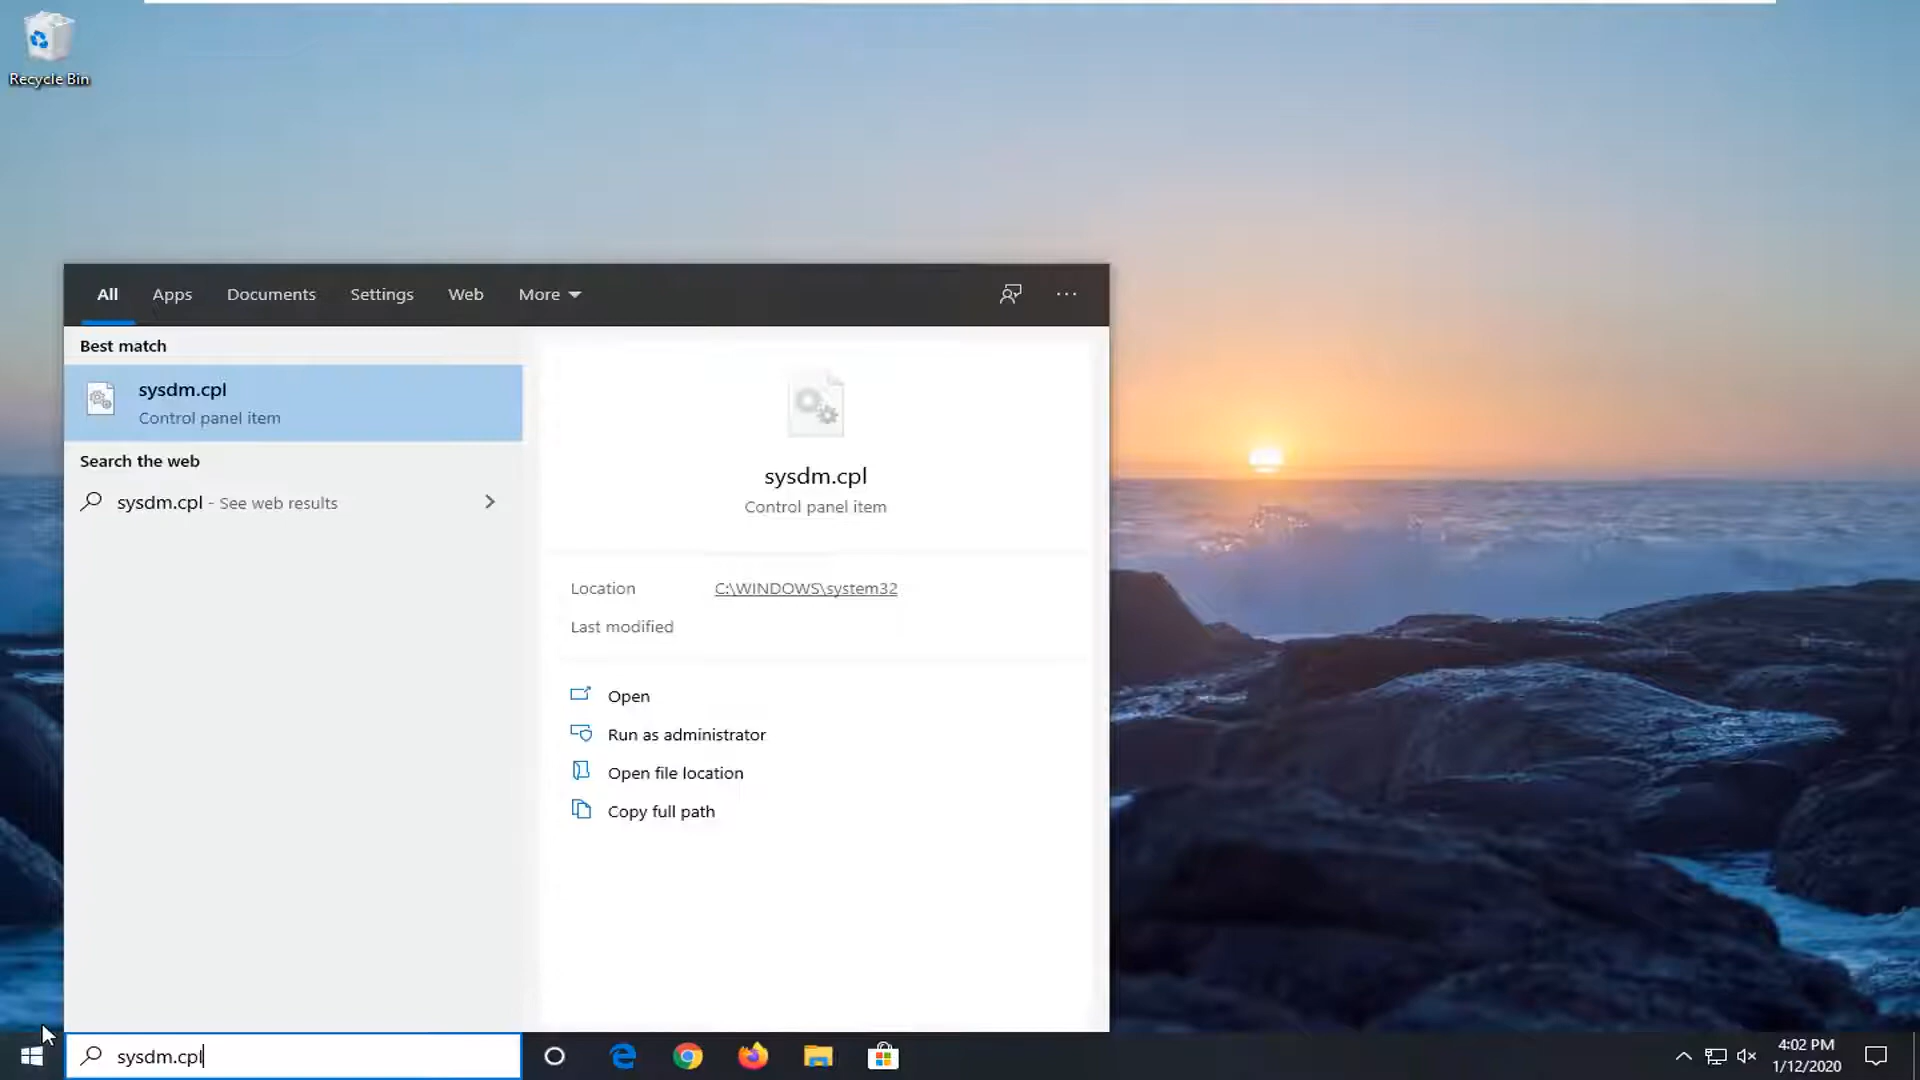 Recycle Bin
All Apps Documents Settings Web More
Best match
sysdm.cpl
Control panel item
Search the web
sysdm.cpl - See web results
sysdm.cpl
Control panel item
Location C:\WINDOWS\system32
Last modified
Open
Run as administrator
Open file location
Copy full path
sysdm.cpl
4:02 PM
1/12/2020